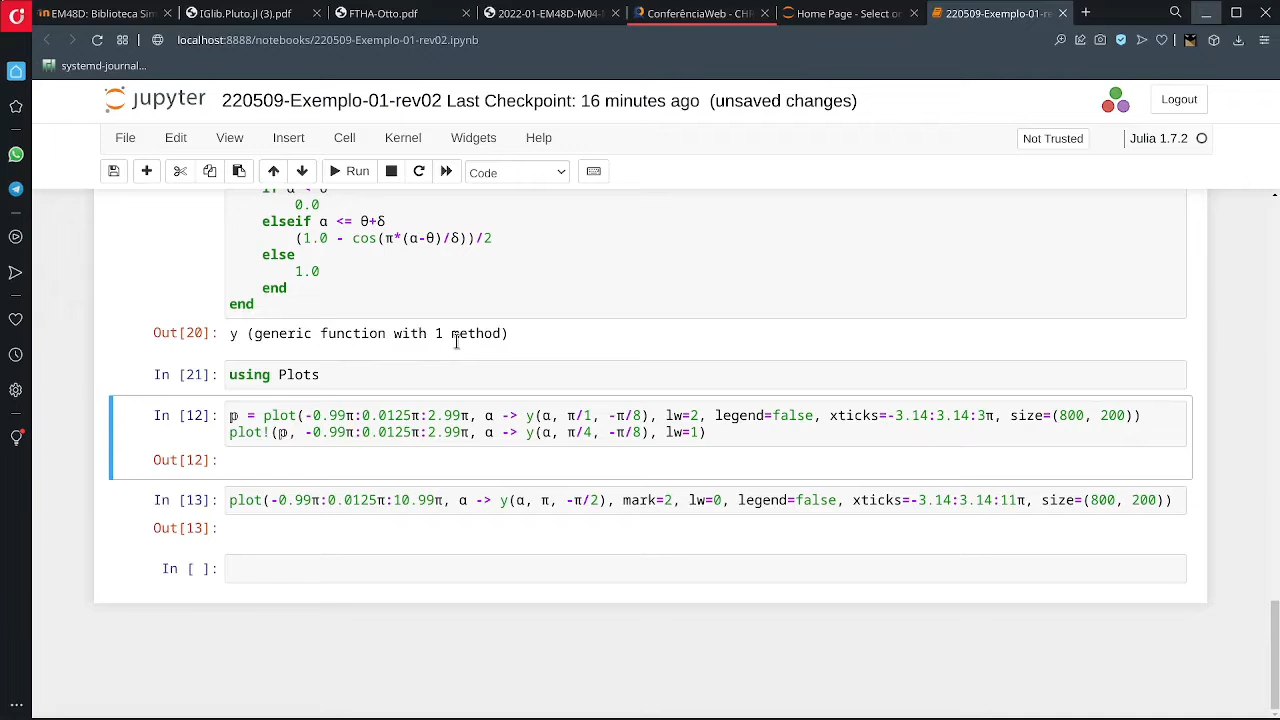 EM48D: Biblioteca Sim
IGlib.Pluto.jl (3).pdf
FTHA-Otto.pdf
2022-01-EM48D-M04-
ConferênciaWeb - CHR
Home Page - Select or
220509-Exemplo-01-re
localhost:8888/notebooks/220509-Exemplo-01-rev02.ipynb
systemd-journal...
jupyter 220509-Exemplo-01-rev02 Last Checkpoint: 16 minutes ago (unsaved changes)
Logout
File Edit View Insert Cell Kernel Widgets Help
Not Trusted
Julia 1.7.2
Run
Code
0.0
elseif α <= θ+δ
(1.0 - cos(π*(α-θ)/δ))/2
else
1.0
end
end
Out[20]: y (generic function with 1 method)
In [21]: using Plots
In [12]: p = plot(-0.99π:0.0125π:2.99π, α -> y(α, π/1, -π/8), lw=2, legend=false, xticks=-3.14:3.14:3π, size=(800, 200))
plot!(p, -0.99π:0.0125π:2.99π, α -> y(α, π/4, -π/8), lw=1)
Out[12]:
In [13]: plot(-0.99π:0.0125π:10.99π, α -> y(α, π, -π/2), mark=2, lw=0, legend=false, xticks=-3.14:3.14:11π, size=(800, 200))
Out[13]:
In [ ]: